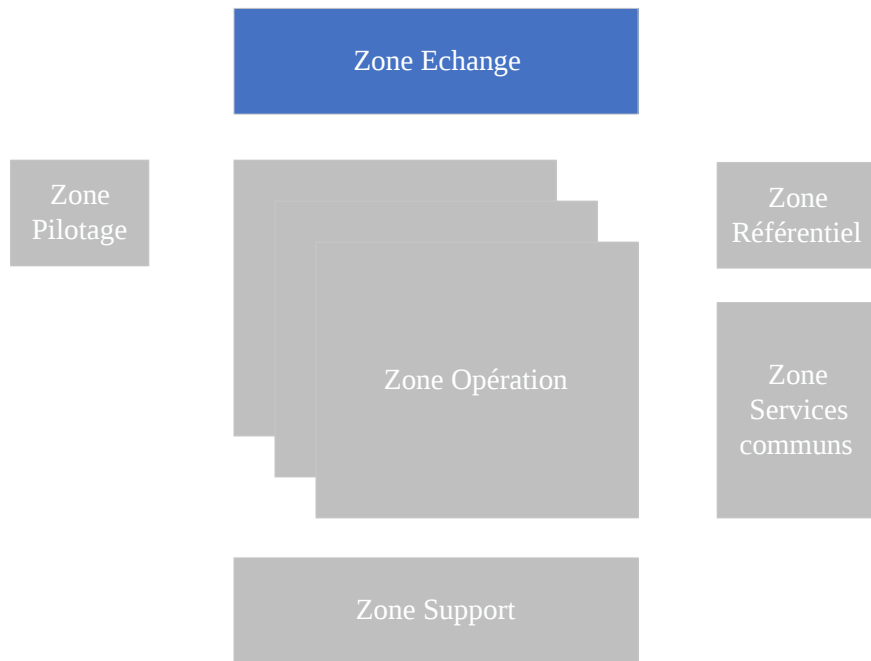 Zone Echange
Zone
Pilotage
Zone
Référentiel
Zone Opération
Zone
Services
communs
Zone Support